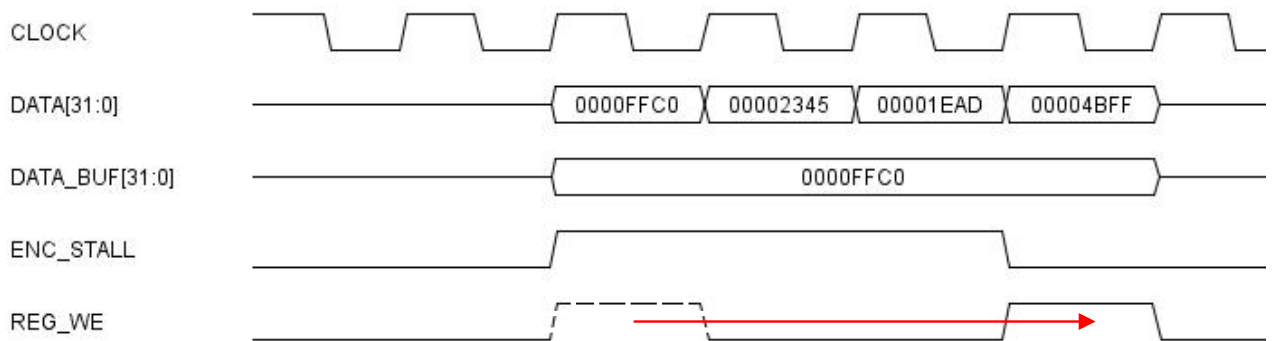 CLOCK
DATA[31:0]
0000FFC0 00002345 00001EAD 00004BFF
DATA_BUF[31:0]
0000FFC0
ENC_STALL
REG_WE